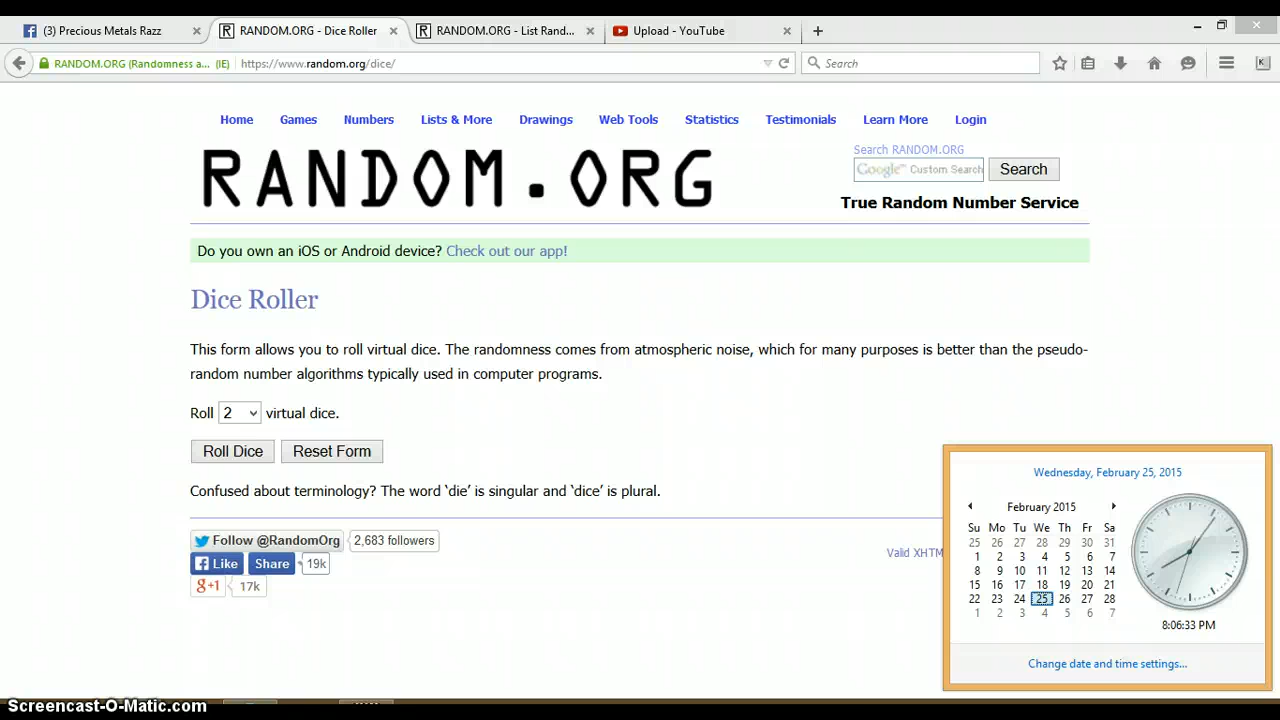 (3) Precious Metals Razz
RANDOM.ORG - Dice Roller
RANDOM.ORG - List Rand...
Upload - YouTube
RANDOM.ORG (Randomness a... (IE)
https://www.random.org/dice/
Search
Home Games Numbers Lists & More Drawings Web Tools Statistics Testimonials Learn More Login
RANDOM.ORG
Search RANDOM.ORG
Google™ Custom Search
Search
True Random Number Service
Do you own an iOS or Android device? Check out our app!
Dice Roller
This form allows you to roll virtual dice. The randomness comes from atmospheric noise, which for many purposes is better than the pseudo-
random number algorithms typically used in computer programs.
Roll 2 virtual dice.
Roll Dice Reset Form
Confused about terminology? The word ‘die’ is singular and ‘dice’ is plural.
Follow @RandomOrg 2,683 followers
Like Share 19k
g+1 17k
Valid XHTM
Wednesday, February 25, 2015
February 2015
Su Mo Tu We Th Fr Sa
25 26 27 28 29 30 31
1 2 3 4 5 6 7
8 9 10 11 12 13 14
15 16 17 18 19 20 21
22 23 24 25 26 27 28
1 2 3 4 5 6 7
8:06:33 PM
Change date and time settings...
Screencast-O-Matic.com